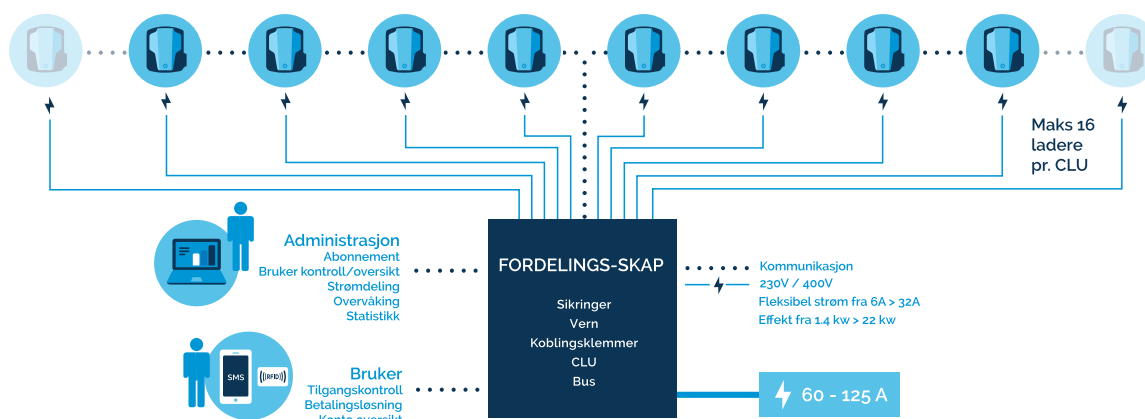 Maks 16
ladere
pr. CLU
Administrasjon
Abonnement
Bruker kontroll/oversikt
Strømdeling
Overvåking
Statistikk
FORDELINGS-SKAP
Sikringer
Vern
Koblingsklemmer
CLU
Bus
Kommunikasjon
230V / 400V
Fleksibel strøm fra 6A > 32A
Effekt fra 1.4 kw > 22 kw
SMS
((RFID))
Bruker
Tilgangskontroll
Betalingsløsning
Konto oversikt
60 - 125 A